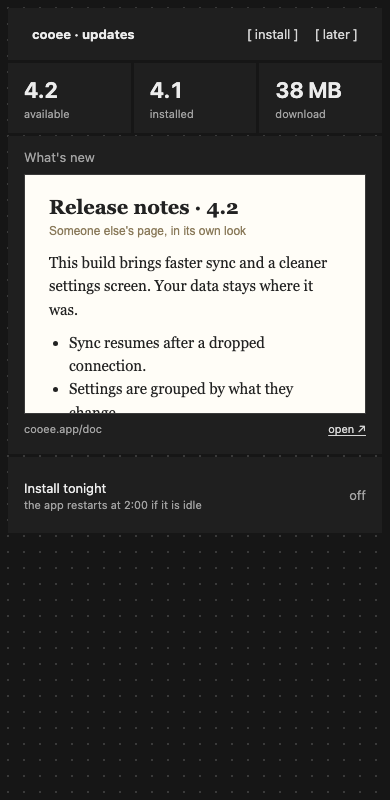 cooee · updates
[ install ] [ later ]
4.2
available
4.1
installed
38 MB
download
What's new
Release notes · 4.2
Someone else's page, in its own look
This build brings faster sync and a cleaner
settings screen. Your data stays where it
was.
• Sync resumes after a dropped
connection.
• Settings are grouped by what they
change.
cooee.app/doc
open ↗
Install tonight
the app restarts at 2:00 if it is idle
off